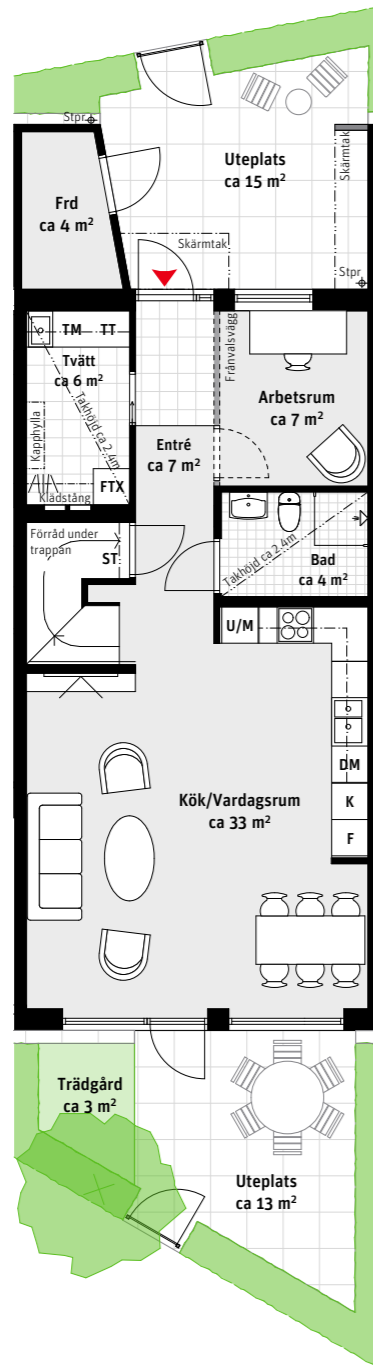 Stpr
Uteplats
ca 15 m²
Skärmtak
Frd
ca 4 m²
Skärmtak
Stpr
TM TT
Tvätt
ca 6 m²
Takhöjd ca 2.4m
Kapphylla
Klädstång
FTX
Frånvalsvägg
Arbetsrum
ca 7 m²
Entré
ca 7 m²
Förråd under
trappan
ST
Bad
ca 4 m²
Takhöjd ca 2.4m
U/M
DM
K
F
Kök/Vardagsrum
ca 33 m²
Trädgård
ca 3 m²
Uteplats
ca 13 m²